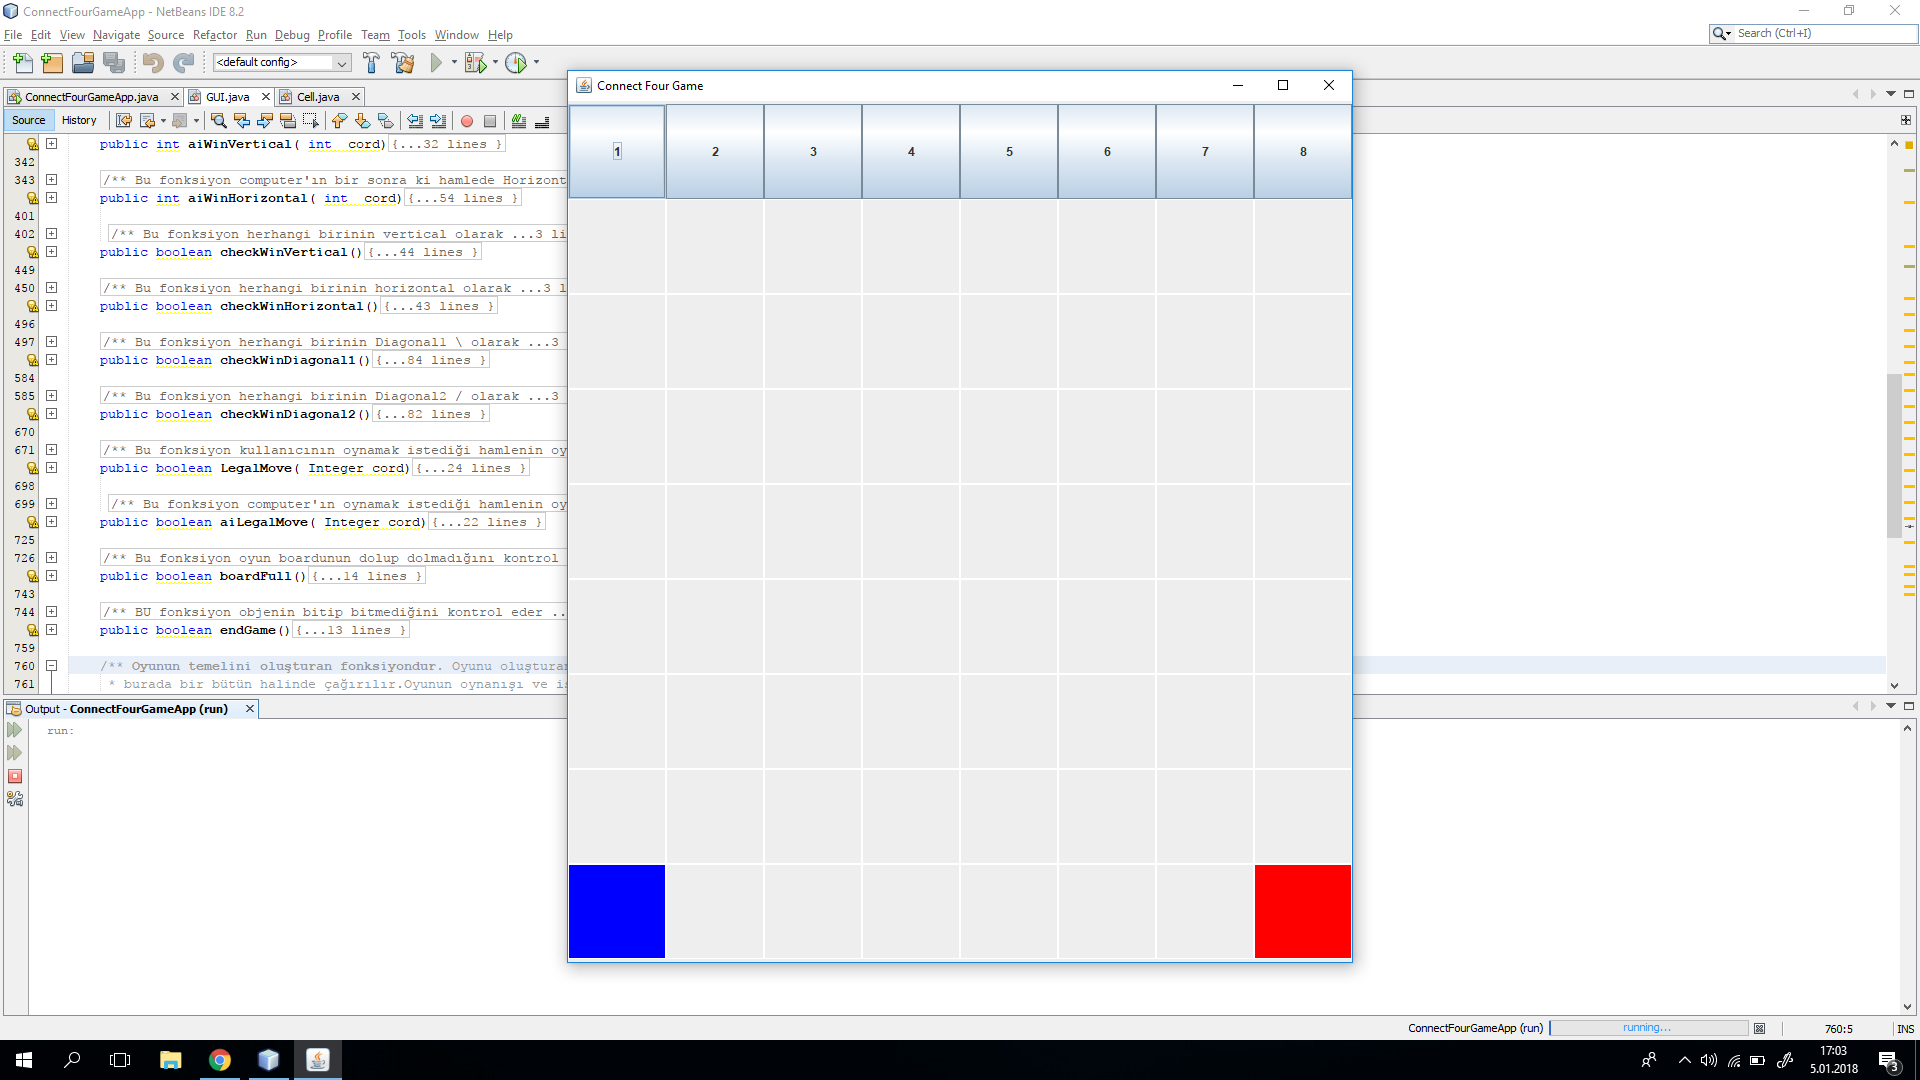 ConnectFourGameApp - NetBeans IDE 8.2
File Edit View Navigate Source Refactor Run Debug Profile Team Tools Window Help
Search (Ctrl+I)
<default config>
ConnectFourGameApp.java
GUI.java
Cell.java
Source
History
public int aiWinVertical( int  cord){...32 lines }
342
343 /** Bu fonksiyon computer'ın bir sonra ki hamlede Horizont
public int aiWinHorizontal( int  cord){...54 lines }
401
402 /** Bu fonksiyon herhangi birinin vertical olarak ...3 li
public boolean checkWinVertical(){...44 lines }
449
450 /** Bu fonksiyon herhangi birinin horizontal olarak ...3 l
public boolean checkWinHorizontal(){...43 lines }
496
497 /** Bu fonksiyon herhangi birinin Diagonal1 \ olarak ...3
public boolean checkWinDiagonal1(){...84 lines }
584
585 /** Bu fonksiyon herhangi birinin Diagonal2 / olarak ...3
public boolean checkWinDiagonal2(){...82 lines }
670
671 /** Bu fonksiyon kullanıcının oynamak istediği hamlenin oy
public boolean LegalMove( Integer cord){...24 lines }
698
699 /** Bu fonksiyon computer'ın oynamak istediği hamlenin oy
public boolean aiLegalMove( Integer cord){...22 lines }
725
726 /** Bu fonksiyon oyun boardunun dolup dolmadığını kontrol
public boolean boardFull(){...14 lines }
743
744 /** BU fonksiyon objenin bitip bitmediğini kontrol eder ..
public boolean endGame(){...13 lines }
759
760 /** Oyunun temelini oluşturan fonksiyondur. Oyunu oluşturan
761 * burada bir bütün halinde çağırılır.Oyunun oynanışı ve iş
Connect Four Game
1 2 3 4 5 6 7 8
Output - ConnectFourGameApp (run)
run:
ConnectFourGameApp (run)
running...
760:5
INS
17:03
5.01.2018
3